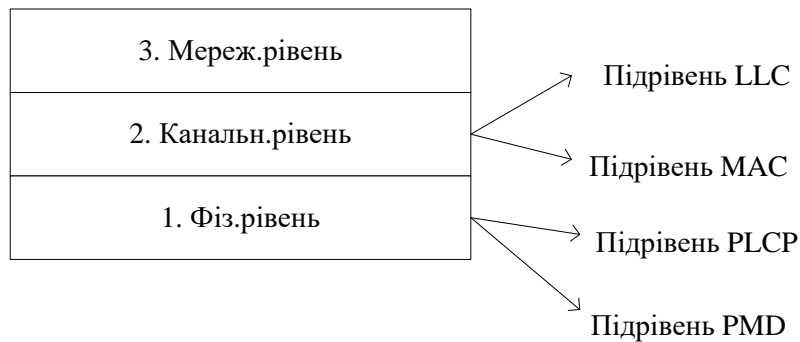 3. Мереж.рівень
Підрівень LLC
2. Канальн.рівень
Підрівень MAC
1. Фіз.рівень
Підрівень PLCP
Підрівень PMD